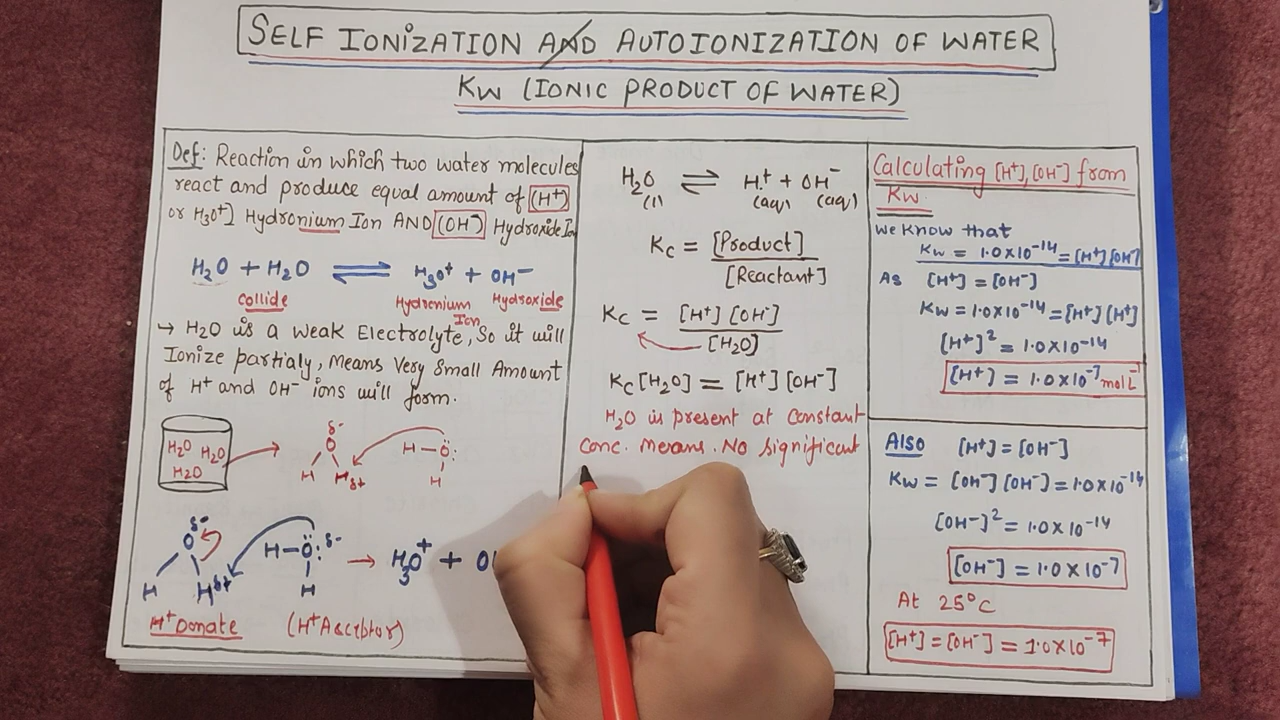 SELF IONIZATION AND AUTOIONIZATION OF WATER
KW (IONIC PRODUCT OF WATER)
Def: Reaction in which two water molecules
react and produce equal amount of (H⁺)
or H₃O⁺] Hydronium Ion AND (OH⁻) Hydroxide Ion
H₂O + H₂O ⇌ H₃O⁺ + OH⁻
collide Hydronium Ion Hydroxide
→ H₂O is a weak Electrolyte, So it will
Ionize partialy, Means Very Small Amount
of H⁺ and OH⁻ ions will form.
H₂O H₂O
H₂O
δ⁻
O H–Ö:
H H δ+ H
δ⁻
O H–Ö: δ⁻ → H₃O⁺ + O
H H δ+ H
H⁺ Donate (H⁺ Acceptor)
H₂O ⇌ H⁺ + OH⁻
(l) (aq) (aq)
Kc = [Product]
[Reactant]
Kc = [H⁺] [OH⁻]
[H₂O]
Kc [H₂O] = [H⁺] [OH⁻]
H₂O is present at constant
conc. means. No significant
Calculating [H⁺], [OH⁻] from
Kw.
we know that
Kw = 1.0×10⁻¹⁴ = [H⁺] [OH⁻]
As [H⁺] = [OH⁻]
Kw = 1.0×10⁻¹⁴ = [H⁺] [H⁺]
[H⁺]² = 1.0×10⁻¹⁴
[H⁺] = 1.0×10⁻⁷ mol L⁻
Also [H⁺] = [OH⁻]
Kw = [OH⁻] [OH⁻] = 1.0×10⁻¹⁴
[OH⁻]² = 1.0×10⁻¹⁴
[OH⁻] = 1.0×10⁻⁷
At 25°C
[H⁺] = [OH⁻] = 1.0×10⁻⁷